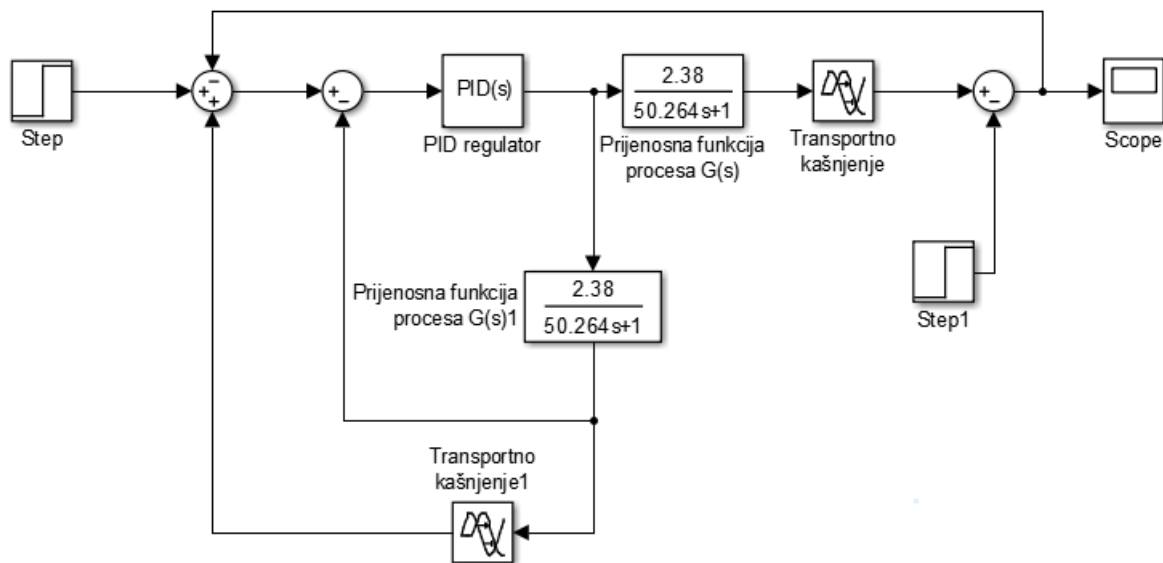 Step
+
+
−
+
−
PID(s)
PID regulator
2.38
50.264s+1
Prijenosna funkcija
procesa G(s)
Transportno
kašnjenje
+
−
Scope
Step1
Prijenosna funkcija
procesa G(s)1
2.38
50.264s+1
Transportno
kašnjenje1